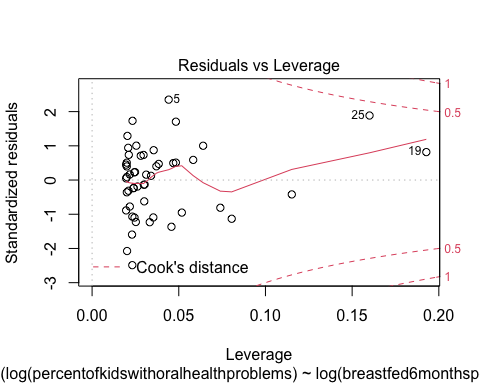 Residuals vs Leverage
Standardized residuals
2
1
0
-1
-2
-3
5
25
19
1
0.5
0.5
1
Cook's distance
0.00 0.05 0.10 0.15 0.20
Leverage
(log(percentofkidswithoralhealthproblems) ~ log(breastfed6monthsp